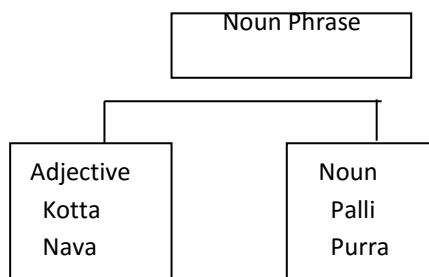 Noun Phrase
Adjective
Kotta
Nava
Noun
Palli
Purra